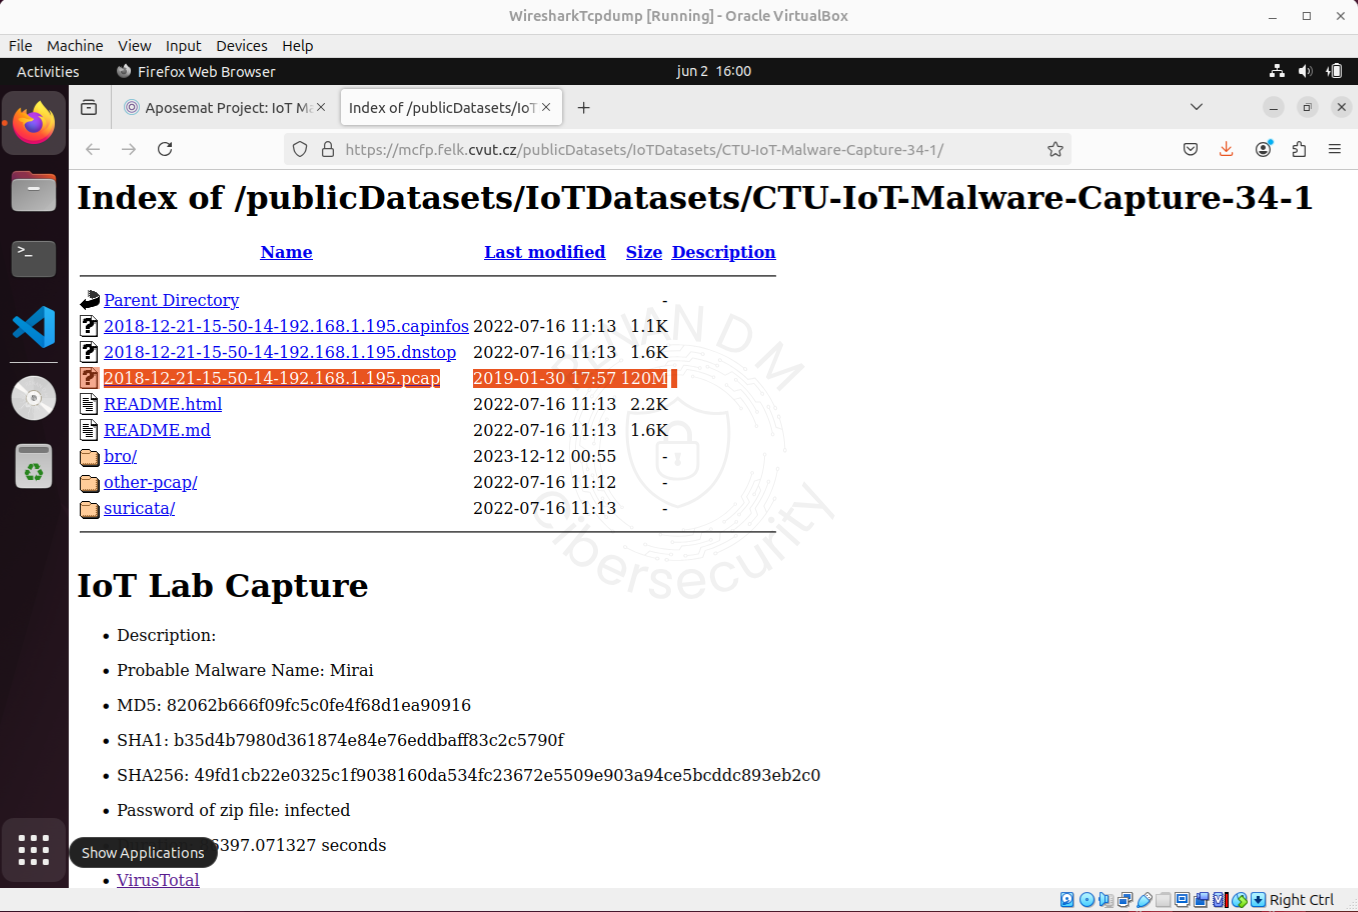 WiresharkTcpdump [Running] - Oracle VirtualBox
File Machine View Input Devices Help
Activities Firefox Web Browser jun 2 16:00
Aposemat Project: IoT Ma Index of /publicDatasets/IoT
https://mcfp.felk.cvut.cz/publicDatasets/IoTDatasets/CTU-IoT-Malware-Capture-34-1/
Index of /publicDatasets/IoTDatasets/CTU-IoT-Malware-Capture-34-1
Name Last modified Size Description
Parent Directory -
2018-12-21-15-50-14-192.168.1.195.capinfos 2022-07-16 11:13 1.1K
2018-12-21-15-50-14-192.168.1.195.dnstop 2022-07-16 11:13 1.6K
2018-12-21-15-50-14-192.168.1.195.pcap 2019-01-30 17:57 120M
README.html 2022-07-16 11:13 2.2K
README.md 2022-07-16 11:13 1.6K
bro/ 2023-12-12 00:55 -
other-pcap/ 2022-07-16 11:12 -
suricata/ 2022-07-16 11:13 -
Cibersecurity
IoT Lab Capture
• Description:
• Probable Malware Name: Mirai
• MD5: 82062b666f09fc5c0fe4f68d1ea90916
• SHA1: b35d4b7980d361874e84e76eddbaff83c2c5790f
• SHA256: 49fd1cb22e0325c1f9038160da534fc23672e5509e903a94ce5bcddc893eb2c0
• Password of zip file: infected
6397.071327 seconds
Show Applications
• VirusTotal
Right Ctrl